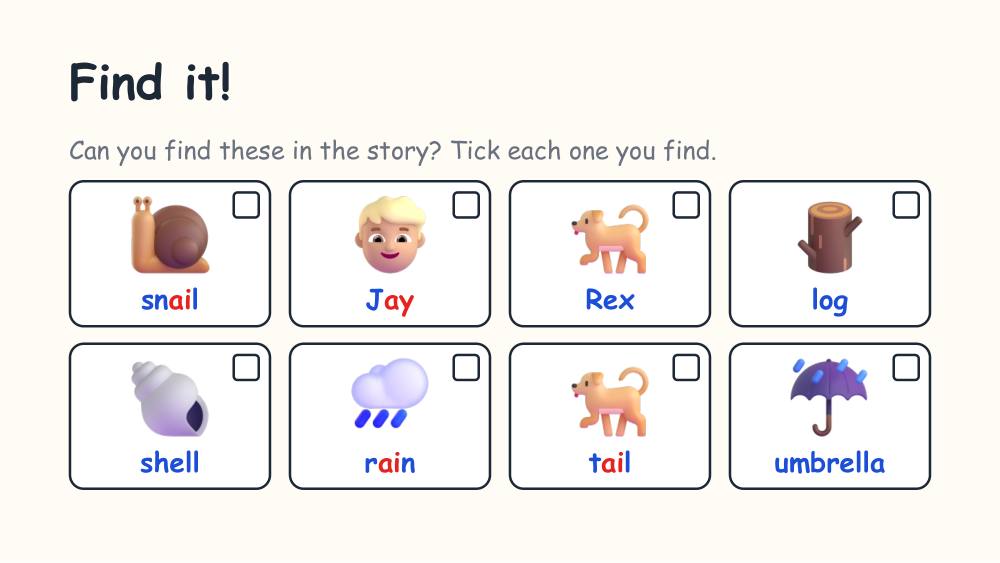 Find it!
Can you find these in the story? Tick each one you find.
snail
Jay
Rex
log
shell
rain
tail
umbrella